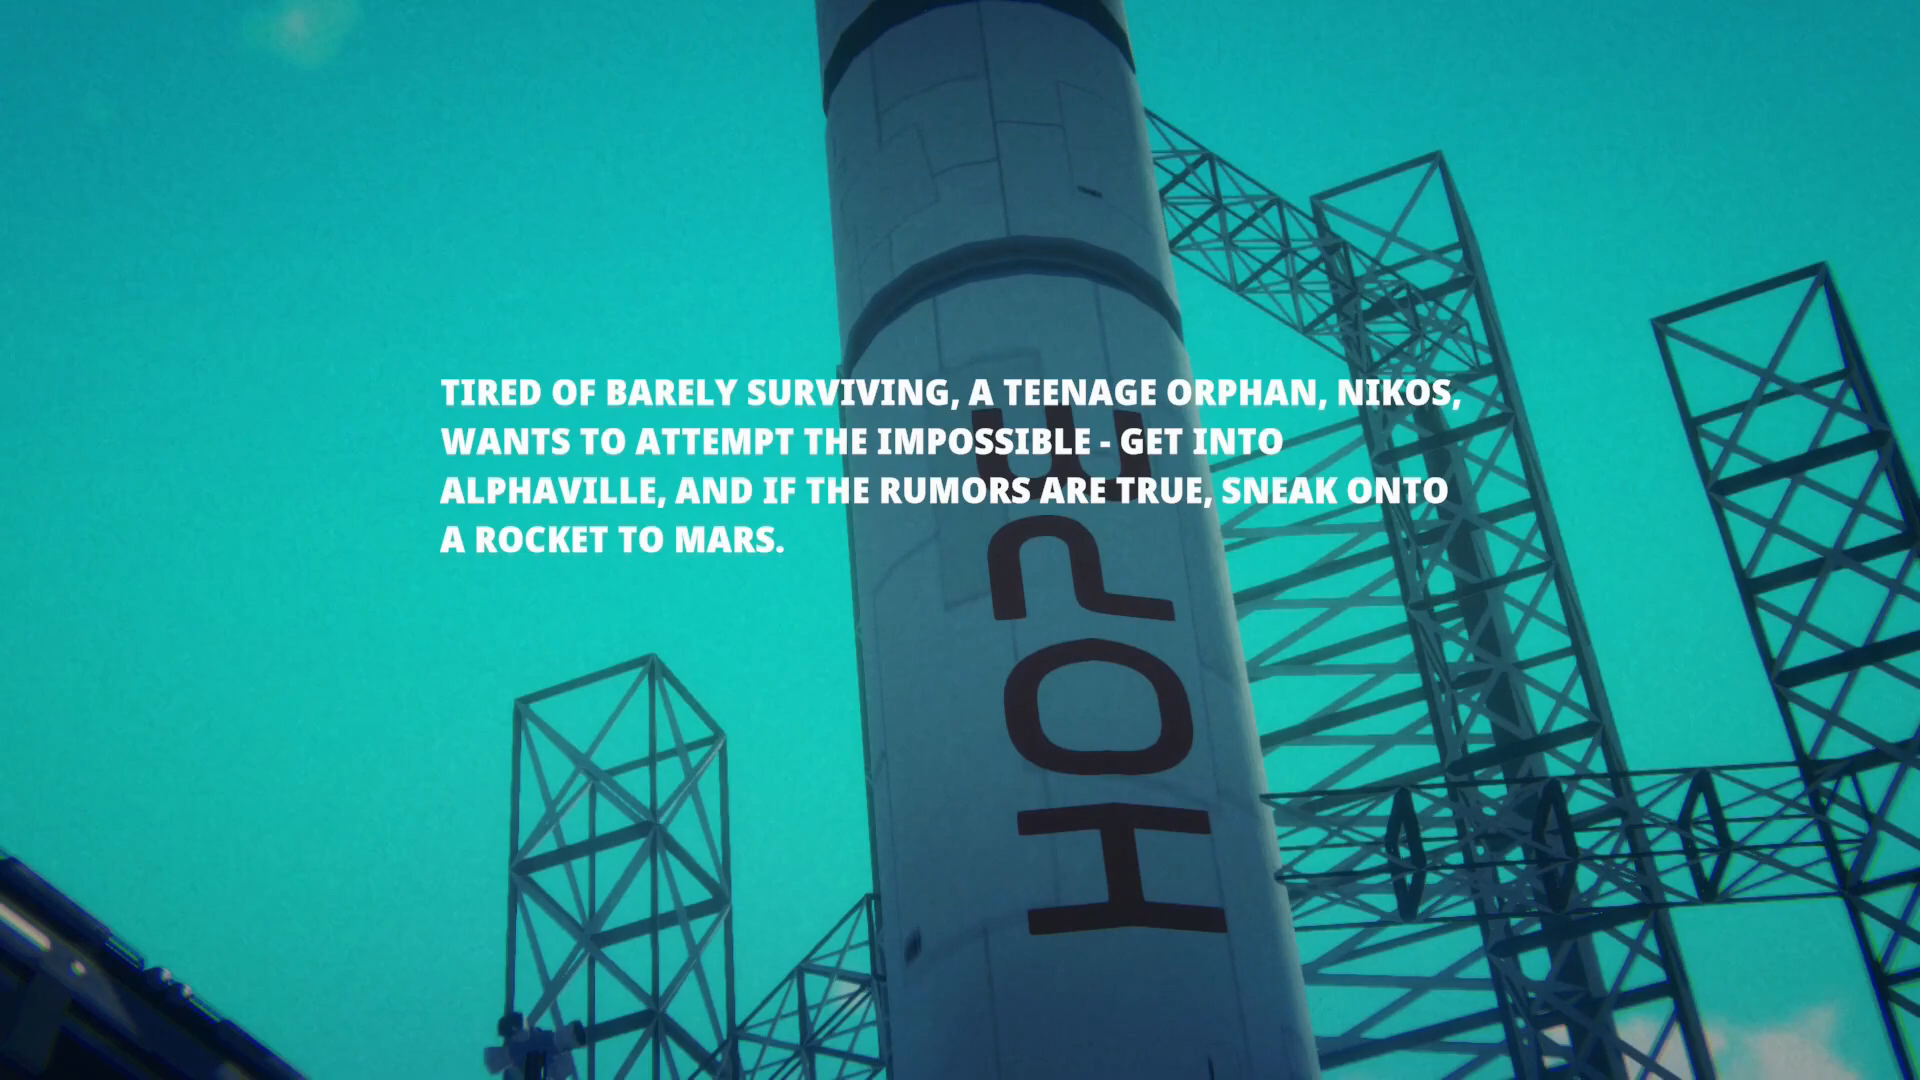 TIRED OF BARELY SURVIVING, A TEENAGE ORPHAN, NIKOS,
WANTS TO ATTEMPT THE IMPOSSIBLE - GET INTO
ALPHAVILLE, AND IF THE RUMORS ARE TRUE, SNEAK ONTO
A ROCKET TO MARS.
HOPE